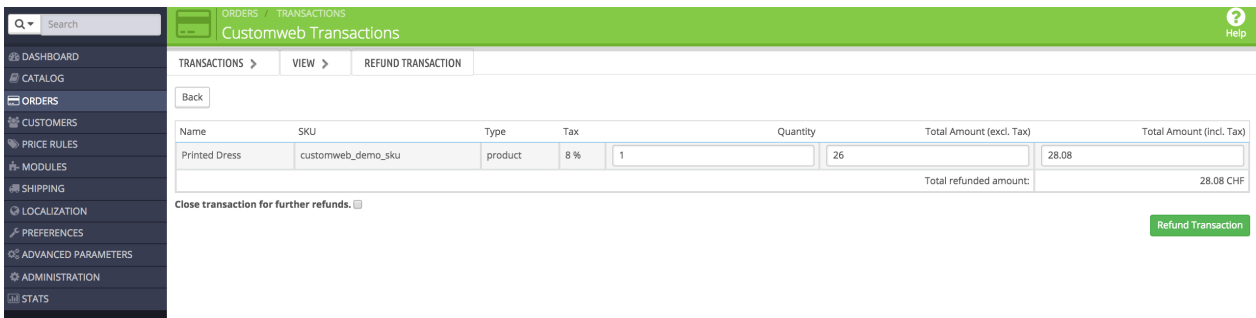 Search
DASHBOARD
CATALOG
ORDERS
CUSTOMERS
PRICE RULES
MODULES
SHIPPING
LOCALIZATION
PREFERENCES
ADVANCED PARAMETERS
ADMINISTRATION
STATS
ORDERS / TRANSACTIONS
Customweb Transactions
Help
TRANSACTIONS > VIEW > REFUND TRANSACTION
Back
Name SKU Type Tax Quantity Total Amount (excl. Tax) Total Amount (incl. Tax)
Printed Dress customweb_demo_sku product 8 % 1 26 28.08
Total refunded amount: 28.08 CHF
Close transaction for further refunds.
Refund Transaction